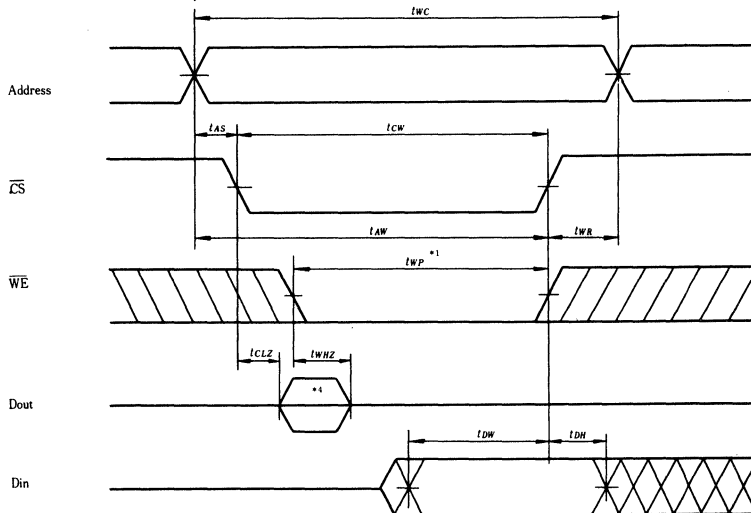 tWC
Address
tAS
tCW
CS
tAW
tWR
tWP *1
WE
tCLZ
tWHZ
*4
Dout
tDW
tDH
Din